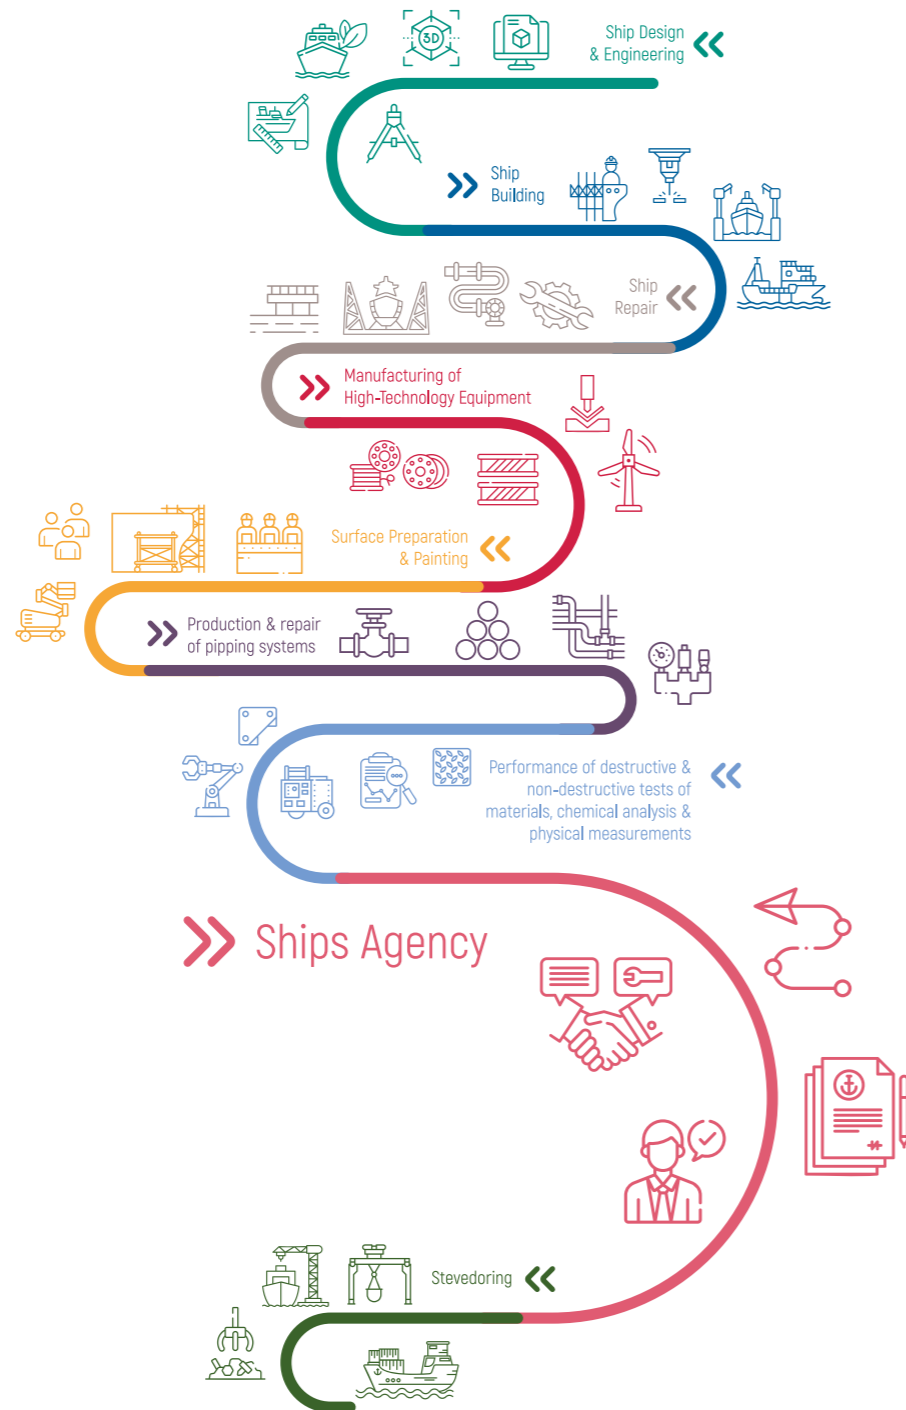 3D
Ship Design
& Engineering
Ship
Building
Ship
Repair
Manufacturing of
High-Technology Equipment
Surface Preparation
& Painting
Production & repair
of pipping systems
Performance of destructive &
non-destructive tests of
materials, chemical analysis &
physical measurements
Ships Agency
Stevedoring